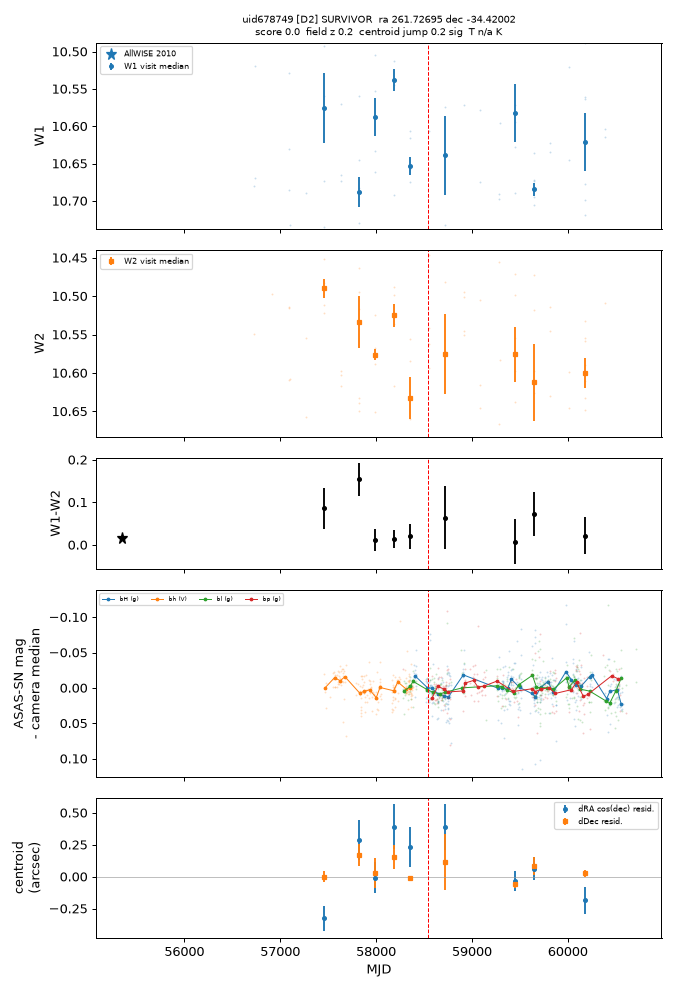 uid678749 [D2] SURVIVOR  ra 261.72695 dec -34.42002
score 0.0  field z 0.2  centroid jump 0.2 sig  T n/a K
10.50
10.55
10.60
10.65
10.70
W1
AllWISE 2010
W1 visit median
10.45
10.50
10.55
10.60
10.65
W2
W2 visit median
0.2
0.1
0.0
W1-W2
−0.10
−0.05
0.00
0.05
0.10
ASAS-SN mag
- camera median
bH (g)
bh (V)
bl (g)
bp (g)
0.50
0.25
0.00
−0.25
centroid
(arcsec)
dRA cos(dec) resid.
dDec resid.
56000
57000
58000
59000
60000
MJD